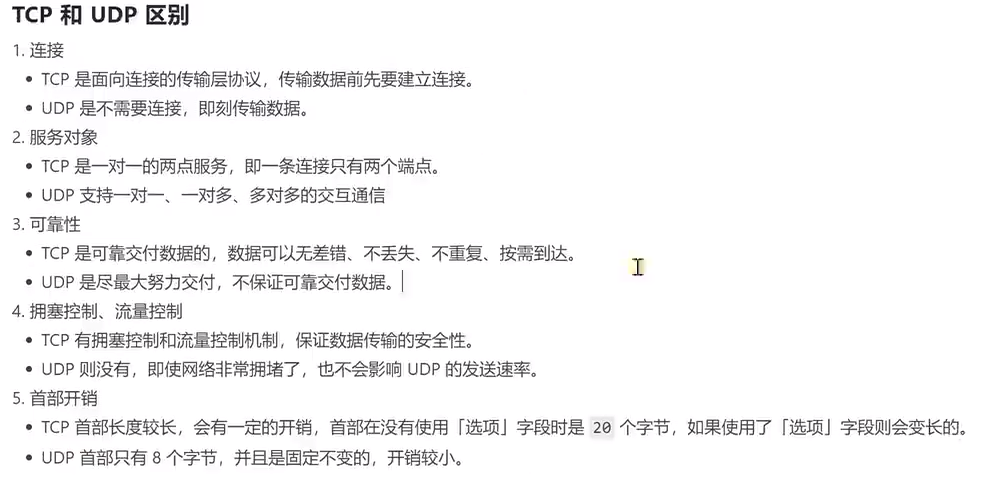 TCP 和 UDP 区别
1. 连接
• TCP 是面向连接的传输层协议，传输数据前先要建立连接。
• UDP 是不需要连接，即刻传输数据。
2. 服务对象
• TCP 是一对一的两点服务，即一条连接只有两个端点。
• UDP 支持一对一、一对多、多对多的交互通信
3. 可靠性
• TCP 是可靠交付数据的，数据可以无差错、不丢失、不重复、按需到达。
• UDP 是尽最大努力交付，不保证可靠交付数据。
4. 拥塞控制、流量控制
• TCP 有拥塞控制和流量控制机制，保证数据传输的安全性。
• UDP 则没有，即使网络非常拥堵了，也不会影响 UDP 的发送速率。
5. 首部开销
• TCP 首部长度较长，会有一定的开销，首部在没有使用「选项」字段时是 20 个字节，如果使用了「选项」字段则会变长的。
• UDP 首部只有 8 个字节，并且是固定不变的，开销较小。